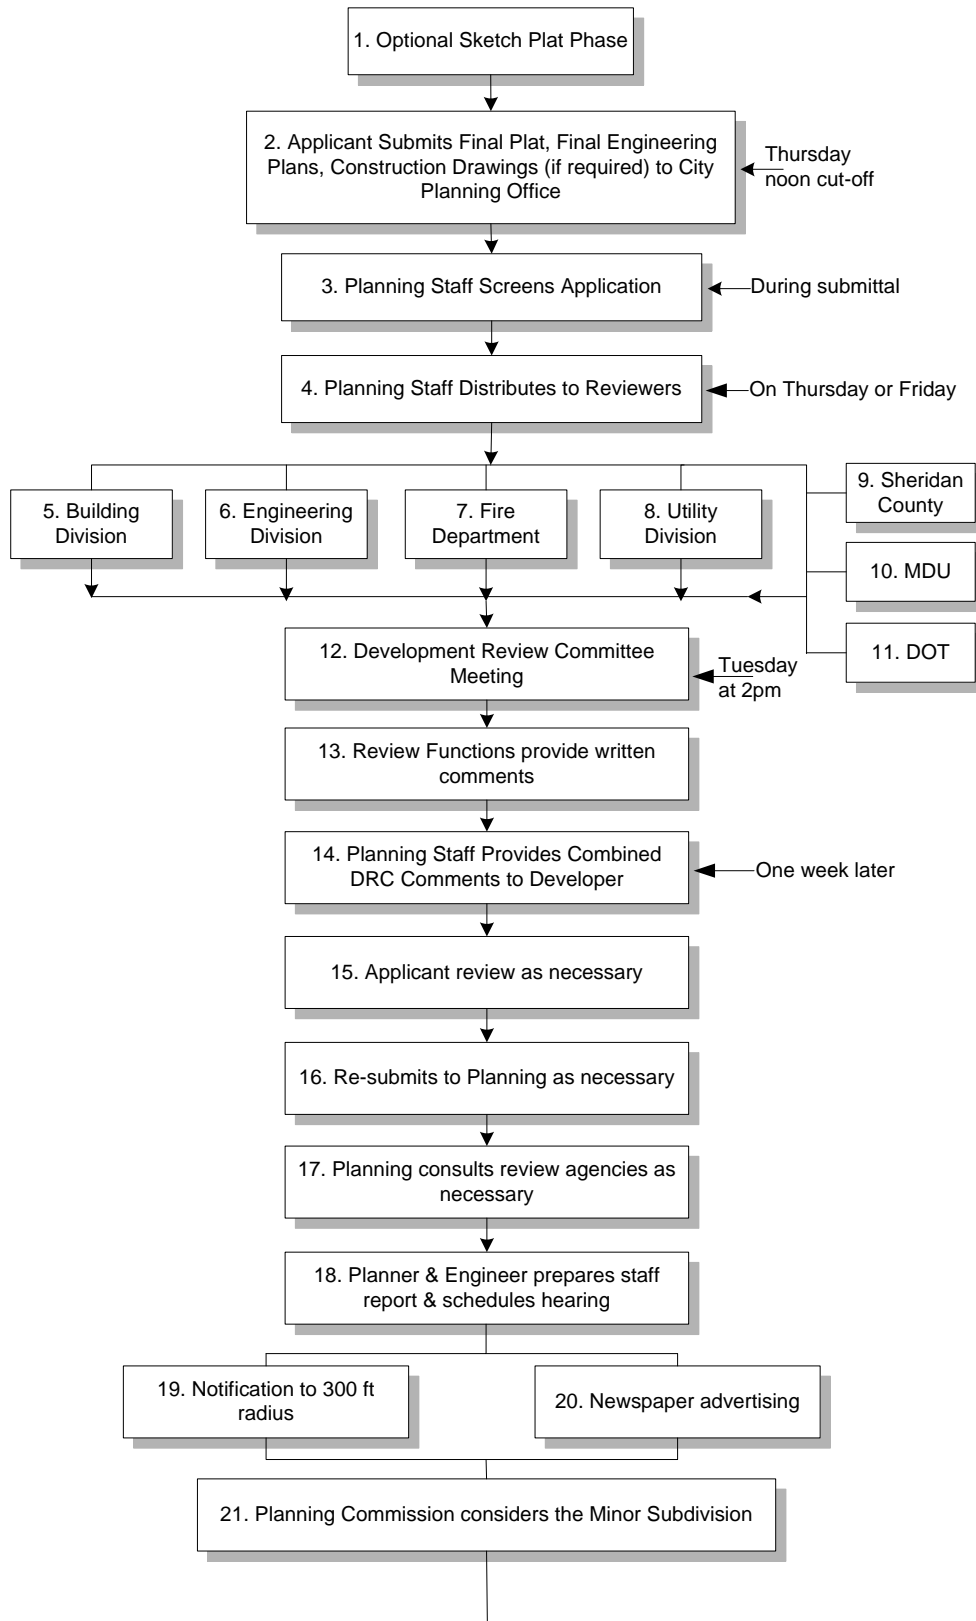 1. Optional Sketch Plat Phase
2. Applicant Submits Final Plat, Final Engineering
Plans, Construction Drawings (if required) to City
Planning Office
Thursday
noon cut-off
3. Planning Staff Screens Application
During submittal
4. Planning Staff Distributes to Reviewers
On Thursday or Friday
5. Building
Division
6. Engineering
Division
7. Fire
Department
8. Utility
Division
9. Sheridan
County
10. MDU
11. DOT
12. Development Review Committee
Meeting
Tuesday
at 2pm
13. Review Functions provide written
comments
14. Planning Staff Provides Combined
DRC Comments to Developer
One week later
15. Applicant review as necessary
16. Re-submits to Planning as necessary
17. Planning consults review agencies as
necessary
18. Planner & Engineer prepares staff
report & schedules hearing
19. Notification to 300 ft
radius
20. Newspaper advertising
21. Planning Commission considers the Minor Subdivision